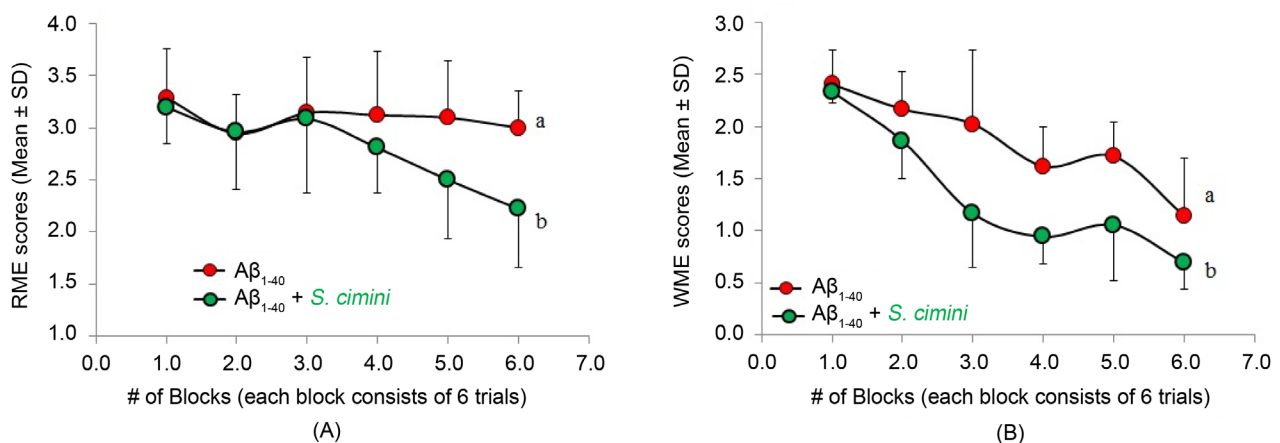 RME scores (Mean ± SD)
4.0
3.5
3.0
2.5
2.0
1.5
1.0
a
b
Aβ1-40
Aβ1-40 + S. cimini
0.0 1.0 2.0 3.0 4.0 5.0 6.0 7.0
# of Blocks (each block consists of 6 trials)
(A)
WME scores (Mean ± SD)
3.0
2.5
2.0
1.5
1.0
0.5
0.0
a
b
Aβ1-40
Aβ1-40 + S. cimini
0.0 1.0 2.0 3.0 4.0 5.0 6.0 7.0
# of Blocks (each block consists of 6 trials)
(B)